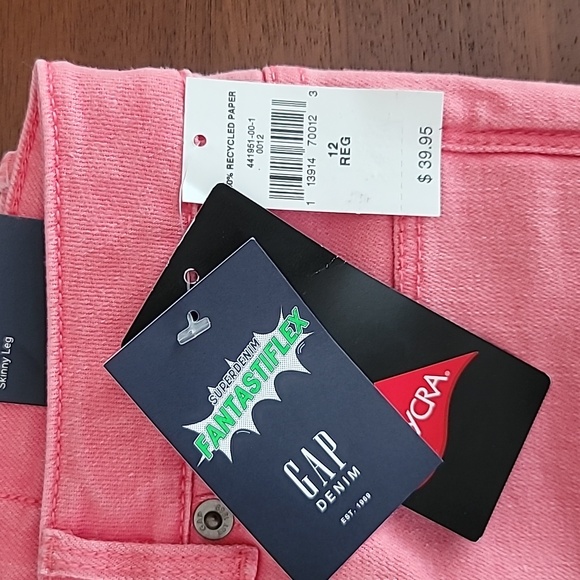 0% RECYCLED PAPER
441951-00-1
0012
1 13914 70012 3
12
REG
$ 39.95
Skinny Leg
SUPERDENIM
FANTASTIFLEX
GAP
DENIM
EST. 1969
YCRA.®
GAP